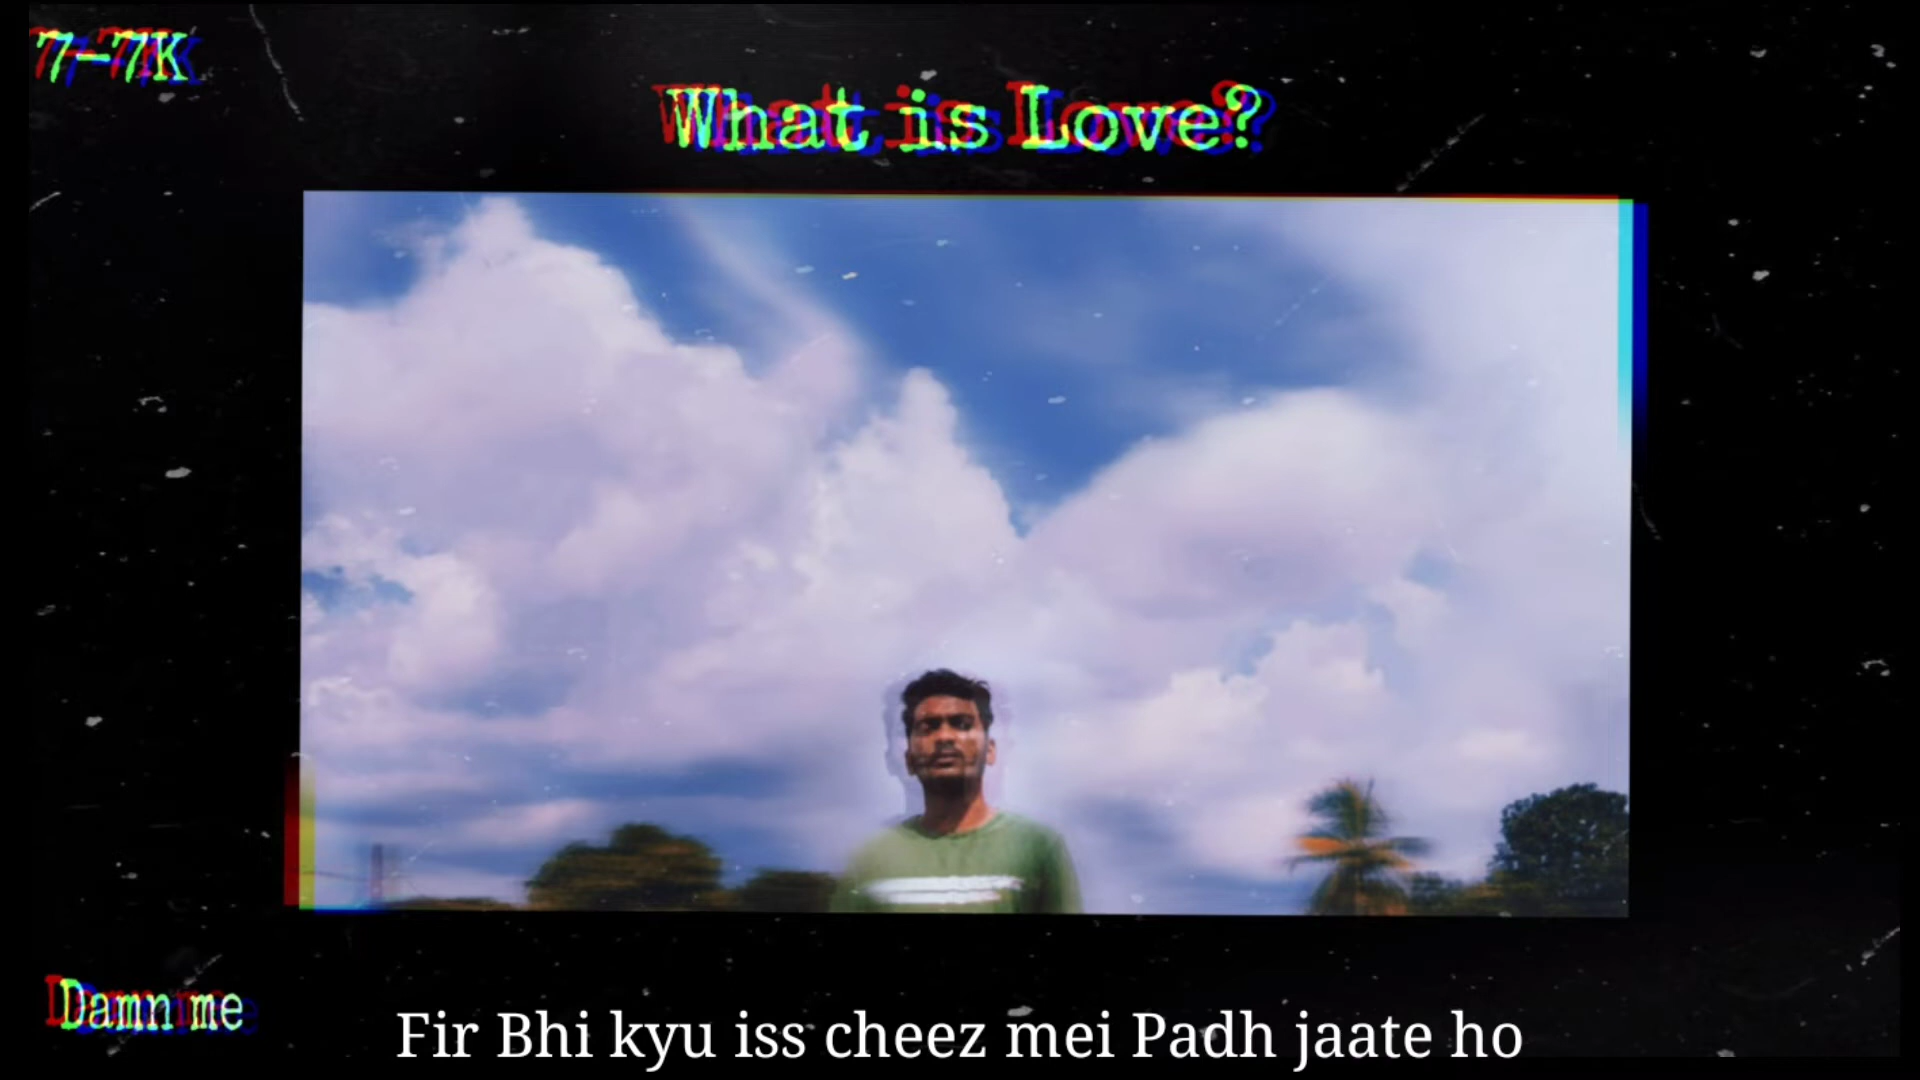 7-7K
What is Love?
Damn me
Fir Bhi kyu iss cheez mei Padh jaate ho